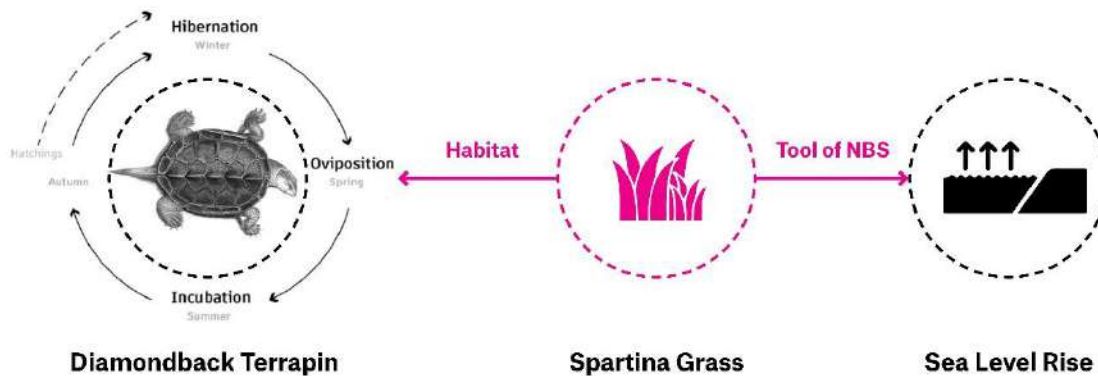 Hibernation
Winter
Hatchings
Autumn
Oviposition
Spring
Incubation
Summer
Habitat
Tool of NBS
Diamondback Terrapin
Spartina Grass
Sea Level Rise